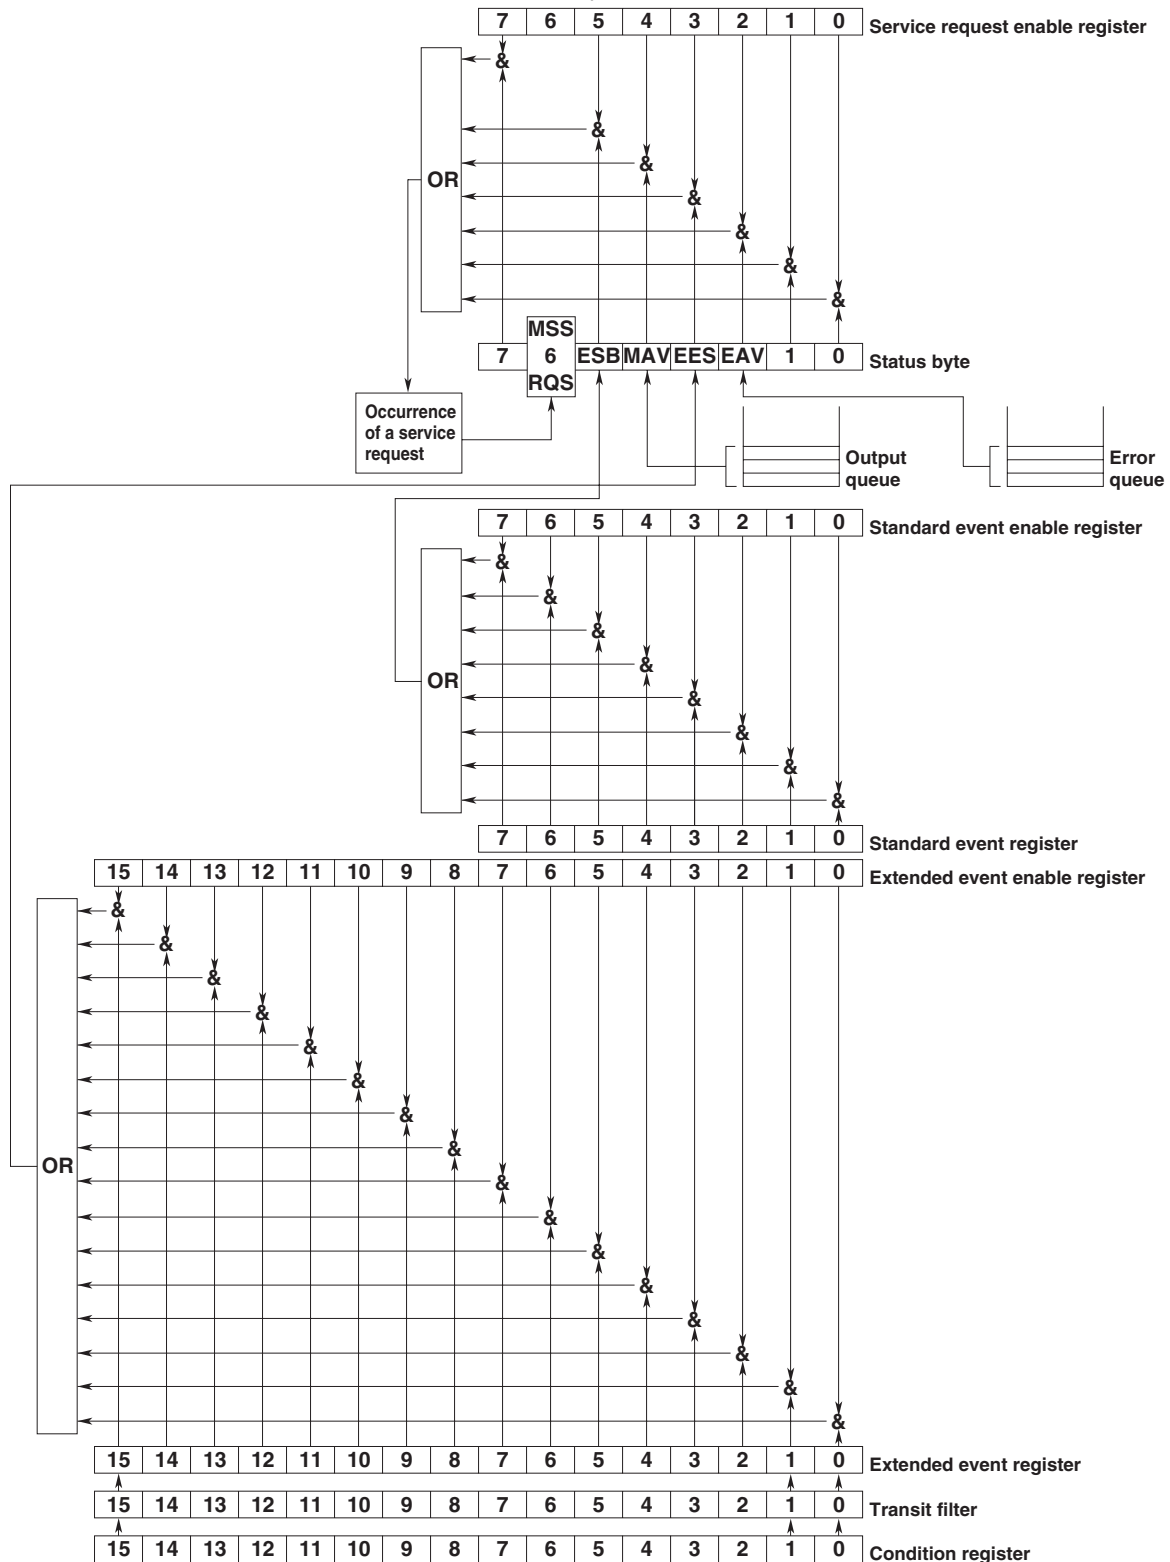 7 6 5 4 3 2 1 0 Service request enable register
&
&
&
OR
&
&
&
&
MSS
7 6 ESB MAV EES EAV 1 0 Status byte
RQS
Occurrence
of a service
request
Output
queue
Error
queue
7 6 5 4 3 2 1 0 Standard event enable register
&
&
&
&
OR
&
&
&
&
7 6 5 4 3 2 1 0 Standard event register
15 14 13 12 11 10 9 8 7 6 5 4 3 2 1 0 Extended event enable register
&
&
&
&
&
&
&
&
OR
&
&
&
&
&
&
&
&
15 14 13 12 11 10 9 8 7 6 5 4 3 2 1 0 Extended event register
15 14 13 12 11 10 9 8 7 6 5 4 3 2 1 0 Transit filter
15 14 13 12 11 10 9 8 7 6 5 4 3 2 1 0 Condition register